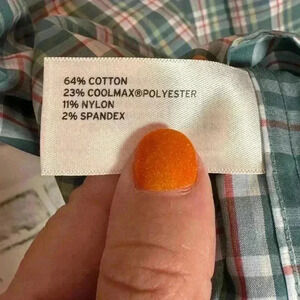 64% COTTON
23% COOLMAX®POLYESTER
11% NYLON
2% SPANDEX